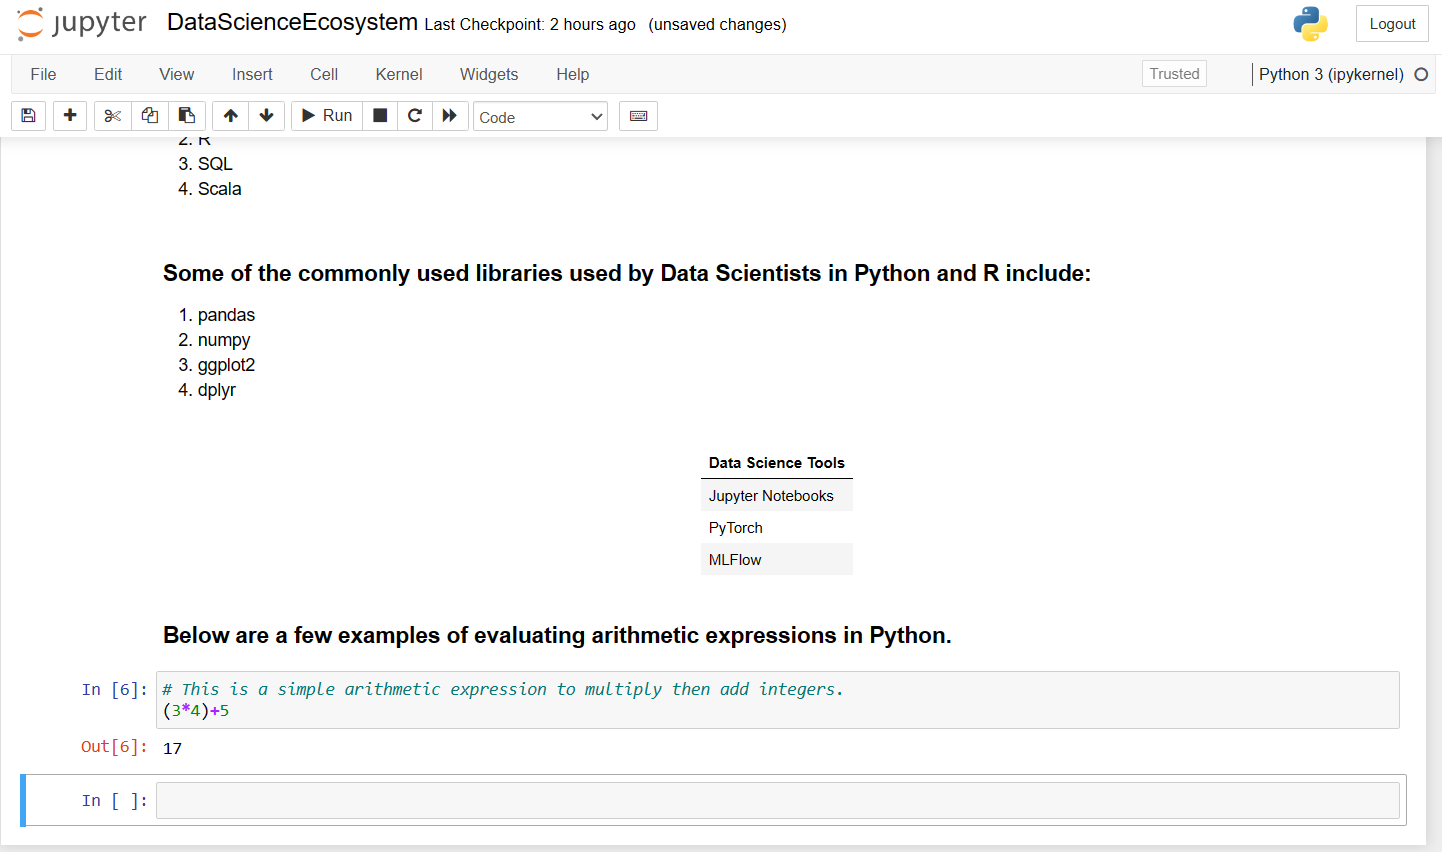 jupyter DataScienceEcosystem Last Checkpoint: 2 hours ago (unsaved changes) Logout
File Edit View Insert Cell Kernel Widgets Help Trusted Python 3 (ipykernel)
Run Code
2. R
3. SQL
4. Scala
Some of the commonly used libraries used by Data Scientists in Python and R include:
1. pandas
2. numpy
3. ggplot2
4. dplyr
Data Science Tools
Jupyter Notebooks
PyTorch
MLFlow
Below are a few examples of evaluating arithmetic expressions in Python.
In [6]: # This is a simple arithmetic expression to multiply then add integers.
(3*4)+5
Out[6]: 17
In [ ]: